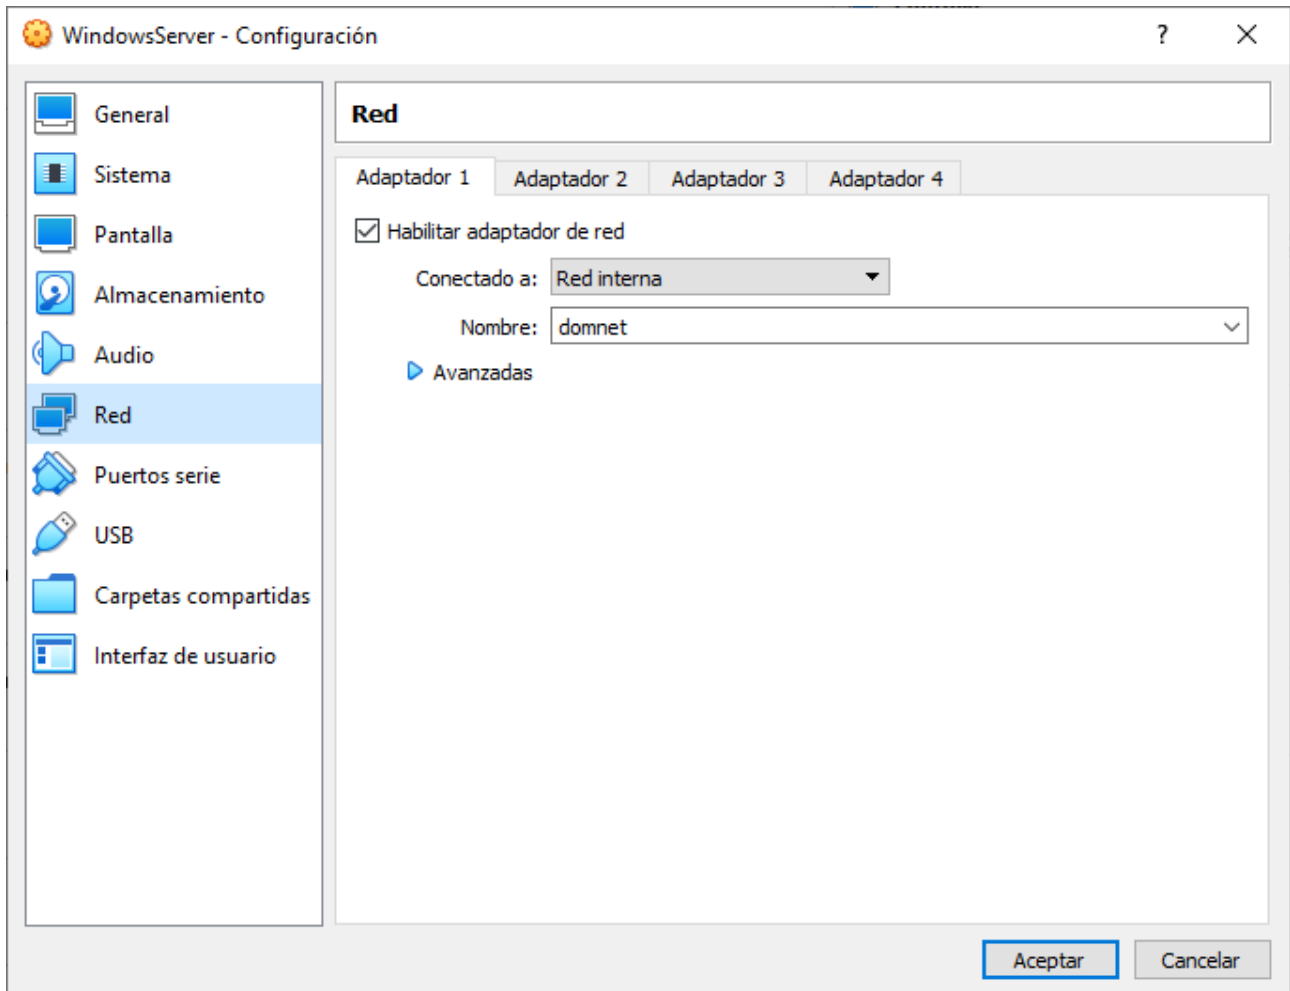 WindowsServer - Configuración ?
General
Sistema
Pantalla
Almacenamiento
Audio
Red
Puertos serie
USB
Carpetas compartidas
Interfaz de usuario
Red
Adaptador 1 Adaptador 2 Adaptador 3 Adaptador 4
Habilitar adaptador de red
Conectado a: Red interna
Nombre: domnet
Avanzadas
Aceptar Cancelar